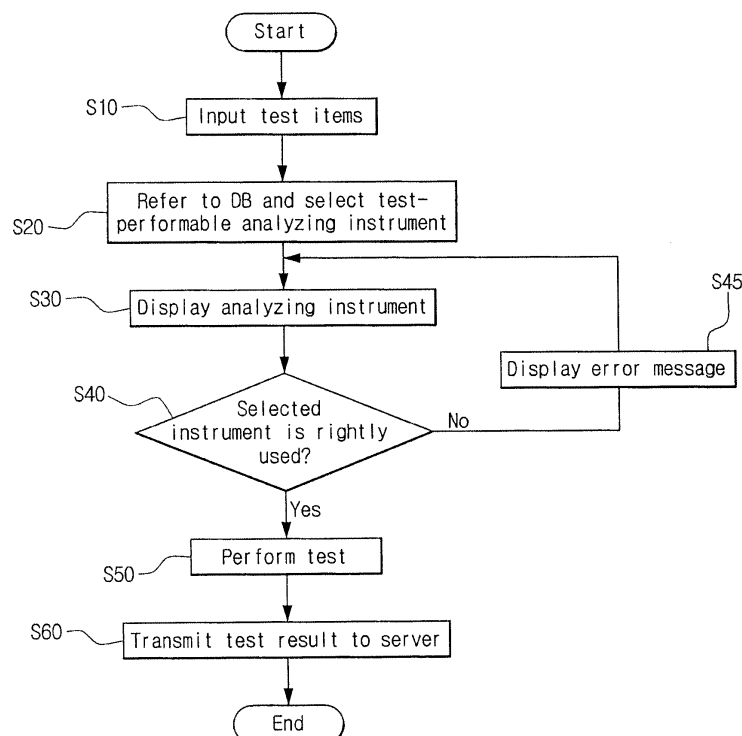 Start
S10
Input test items
S20
Refer to DB and select test-
performable analyzing instrument
S30
Display analyzing instrument
S45
Display error message
S40
Selected
instrument is rightly
used?
No
Yes
S50
Perform test
S60
Transmit test result to server
End